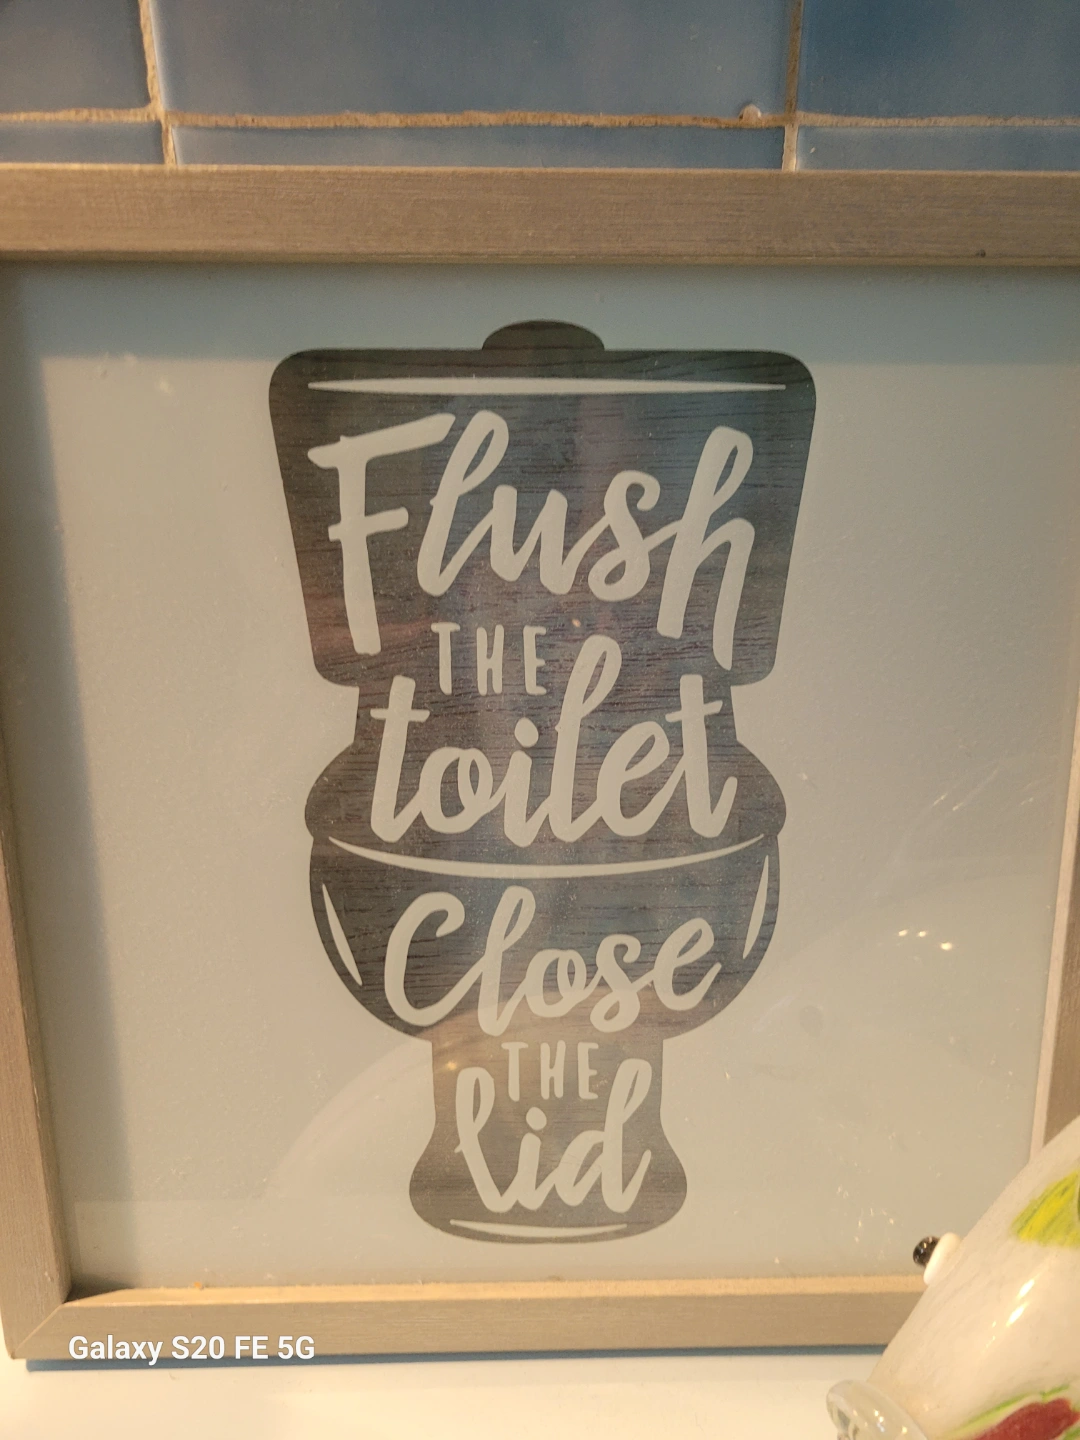 Flush
THE
toilet
Close
THE
lid
Galaxy S20 FE 5G